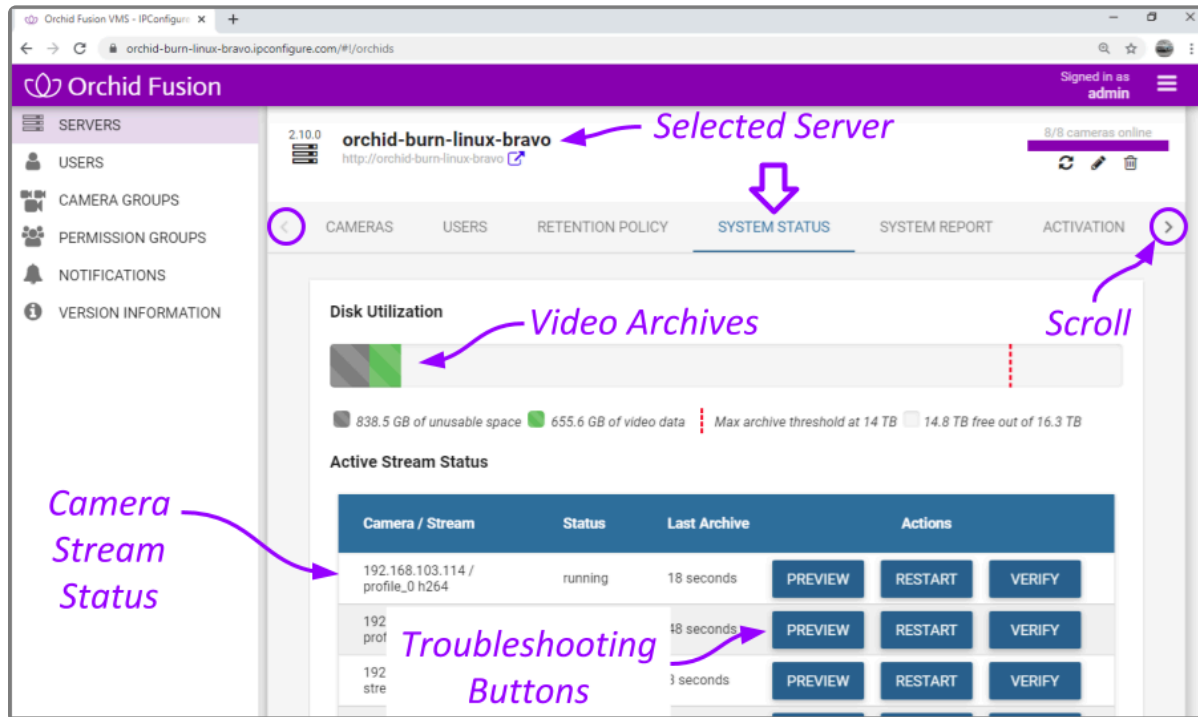 Orchid Fusion VMS - IPConfigure
orchid-burn-linux-bravo.ipconfigure.com/#!/orchids
Orchid Fusion
Signed in as
admin
SERVERS
USERS
CAMERA GROUPS
PERMISSION GROUPS
NOTIFICATIONS
VERSION INFORMATION
2.10.0
orchid-burn-linux-bravo
http://orchid-burn-linux-bravo
Selected Server
8/8 cameras online
CAMERAS USERS RETENTION POLICY SYSTEM STATUS SYSTEM REPORT ACTIVATION
Disk Utilization
Video Archives
Scroll
838.5 GB of unusable space 655.6 GB of video data Max archive threshold at 14 TB 14.8 TB free out of 16.3 TB
Active Stream Status
Camera
Stream
Status
Camera / Stream Status Last Archive Actions
192.168.103.114 /
profile_0 h264
running 18 seconds PREVIEW RESTART VERIFY
192
48 seconds PREVIEW RESTART VERIFY
Troubleshooting
Buttons
192
seconds PREVIEW RESTART VERIFY